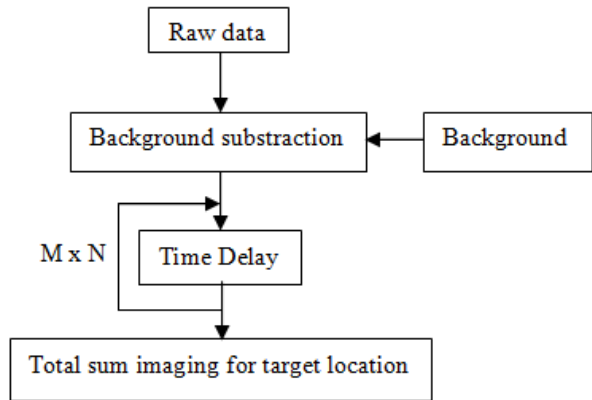 Raw data
Background substraction
Background
M x N
Time Delay
Total sum imaging for target location